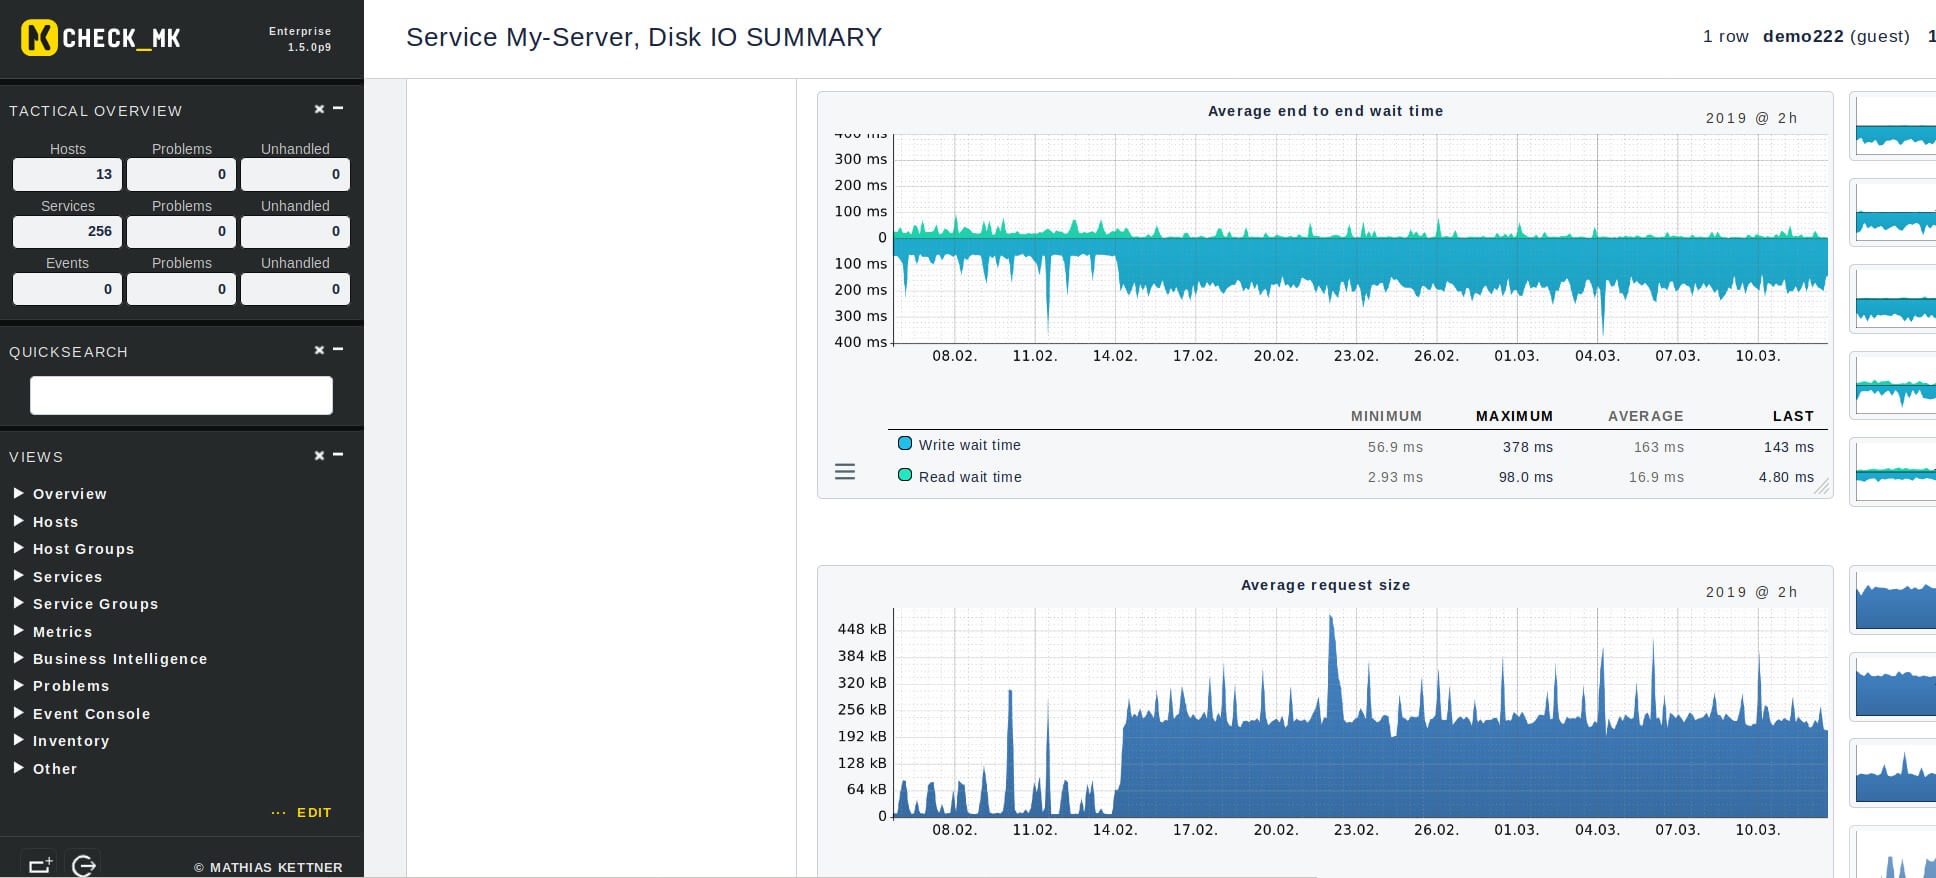 CHECK_MK
Enterprise
1.5.0p9
Service My-Server, Disk IO SUMMARY
1 row demo222 (guest) 1
TACTICAL OVERVIEW
Hosts Problems Unhandled
13 0 0
Services Problems Unhandled
256 0 0
Events Problems Unhandled
0 0 0
QUICKSEARCH
VIEWS
Overview
Hosts
Host Groups
Services
Service Groups
Metrics
Business Intelligence
Problems
Event Console
Inventory
Other
... EDIT
© MATHIAS KETTNER
Average end to end wait time
2019 @ 2h
400 ms
300 ms
200 ms
100 ms
0
100 ms
200 ms
300 ms
400 ms
08.02. 11.02. 14.02. 17.02. 20.02. 23.02. 26.02. 01.03. 04.03. 07.03. 10.03.
MINIMUM MAXIMUM AVERAGE LAST
Write wait time 56.9 ms 378 ms 163 ms 143 ms
Read wait time 2.93 ms 98.0 ms 16.9 ms 4.80 ms
Average request size
2019 @ 2h
448 kB
384 kB
320 kB
256 kB
192 kB
128 kB
64 kB
0
08.02. 11.02. 14.02. 17.02. 20.02. 23.02. 26.02. 01.03. 04.03. 07.03. 10.03.